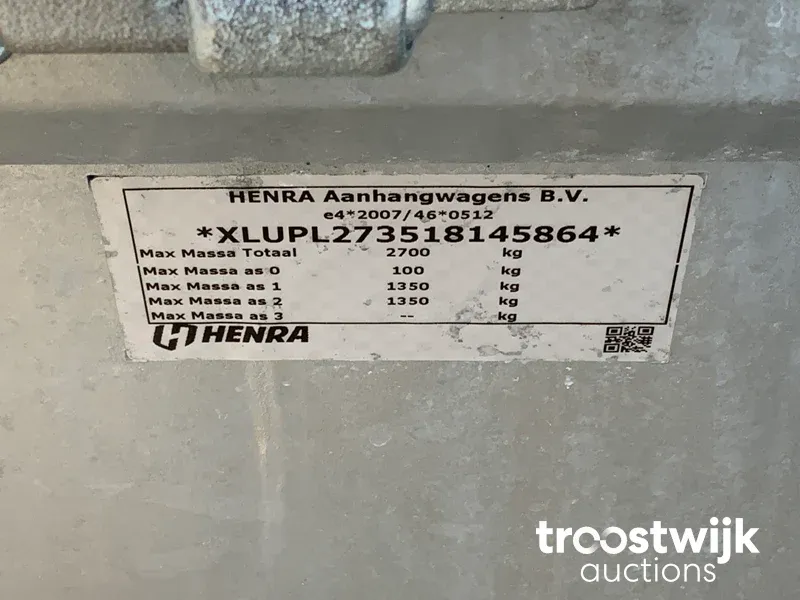 HENRA Aanhangwagens B.V.
e4*2007/46*0512
*XLUPL273518145864*
Max Massa Totaal 2700 kg
Max Massa as 0 100 kg
Max Massa as 1 1350 kg
Max Massa as 2 1350 kg
Max Massa as 3 -- kg
HENRA
troostwijk
auctions